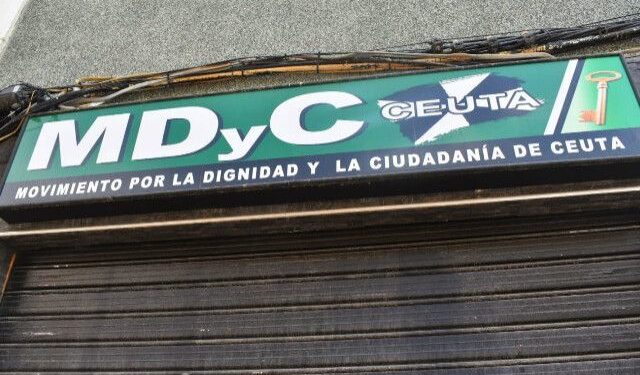 MDyC CEUTA
MOVIMIENTO POR LA DIGNIDAD Y LA CIUDADANÍA DE CEUTA